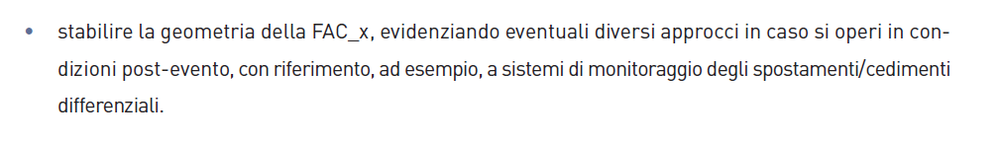 • stabilire la geometria della FAC_x, evidenziando eventuali diversi approcci in caso si operi in con-
dizioni post-evento, con riferimento, ad esempio, a sistemi di monitoraggio degli spostamenti/cedimenti
differenziali.